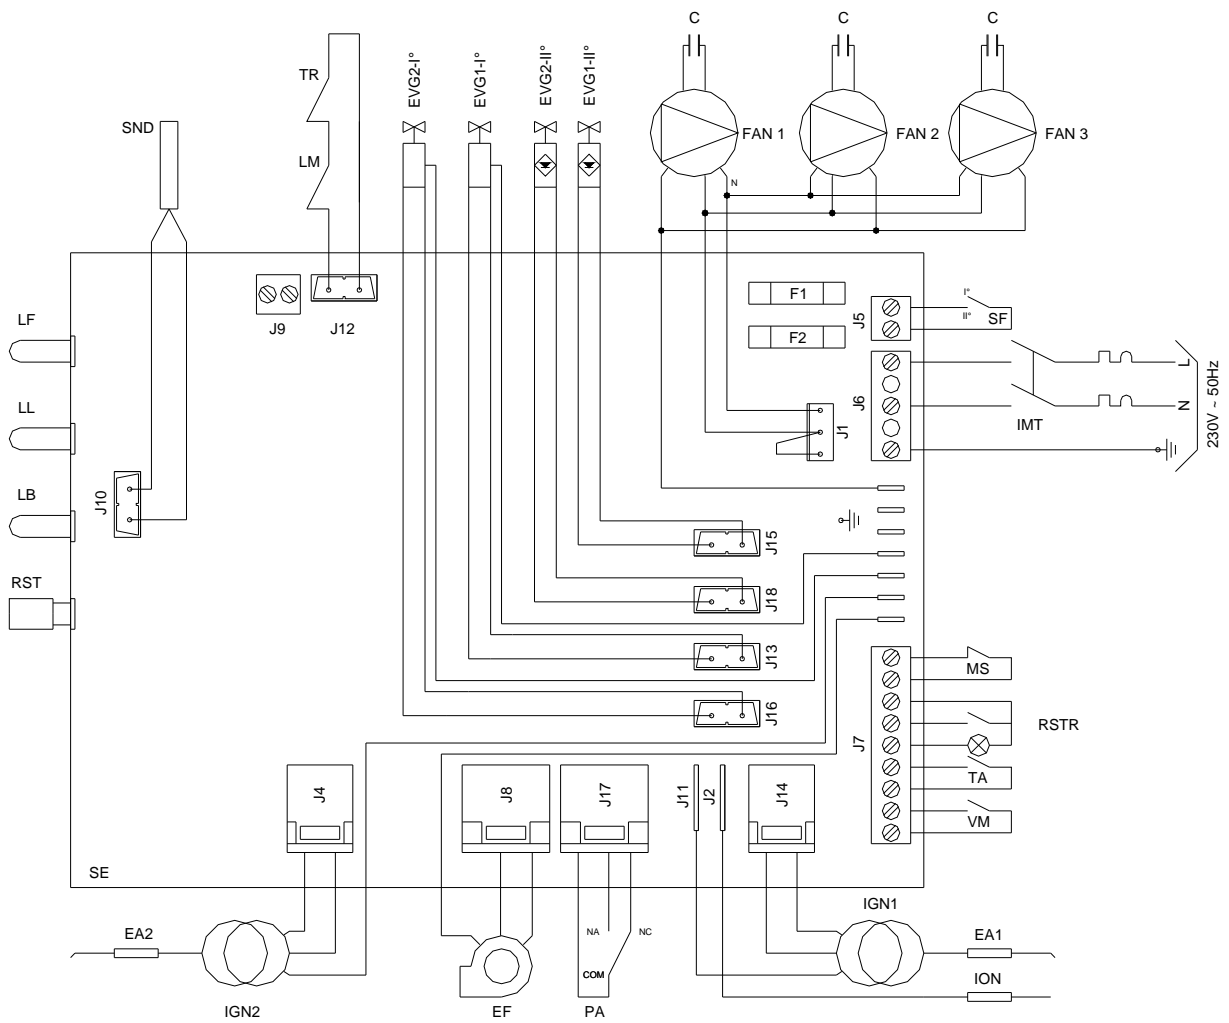 C
C
C
TR
EVG2-I°
EVG1-I°
EVG2-II°
EVG1-II°
SND
FAN 1
FAN 2
FAN 3
LM
N
F1
I°
J5
II°
SF
LF
J9
J12
F2
L
230V ~ 50Hz
LL
J6
N
J1
IMT
LB
J10
J15
RST
J18
J13
MS
J16
RSTR
J7
J4
J8
J17
J11
J2
J14
TA
VM
SE
IGN1
EA2
NA
NC
EA1
COM
ION
IGN2
EF
PA